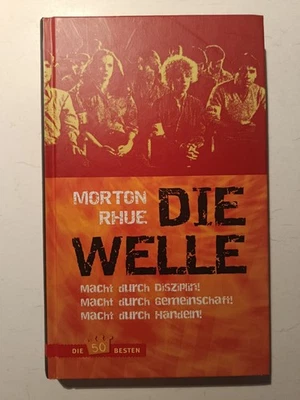 MORTON
RHUE
DIE
WELLE
Macht durch Disziplin!
Macht durch Gemeinschaft!
Macht durch Handeln!
DIE 50 BESTEN